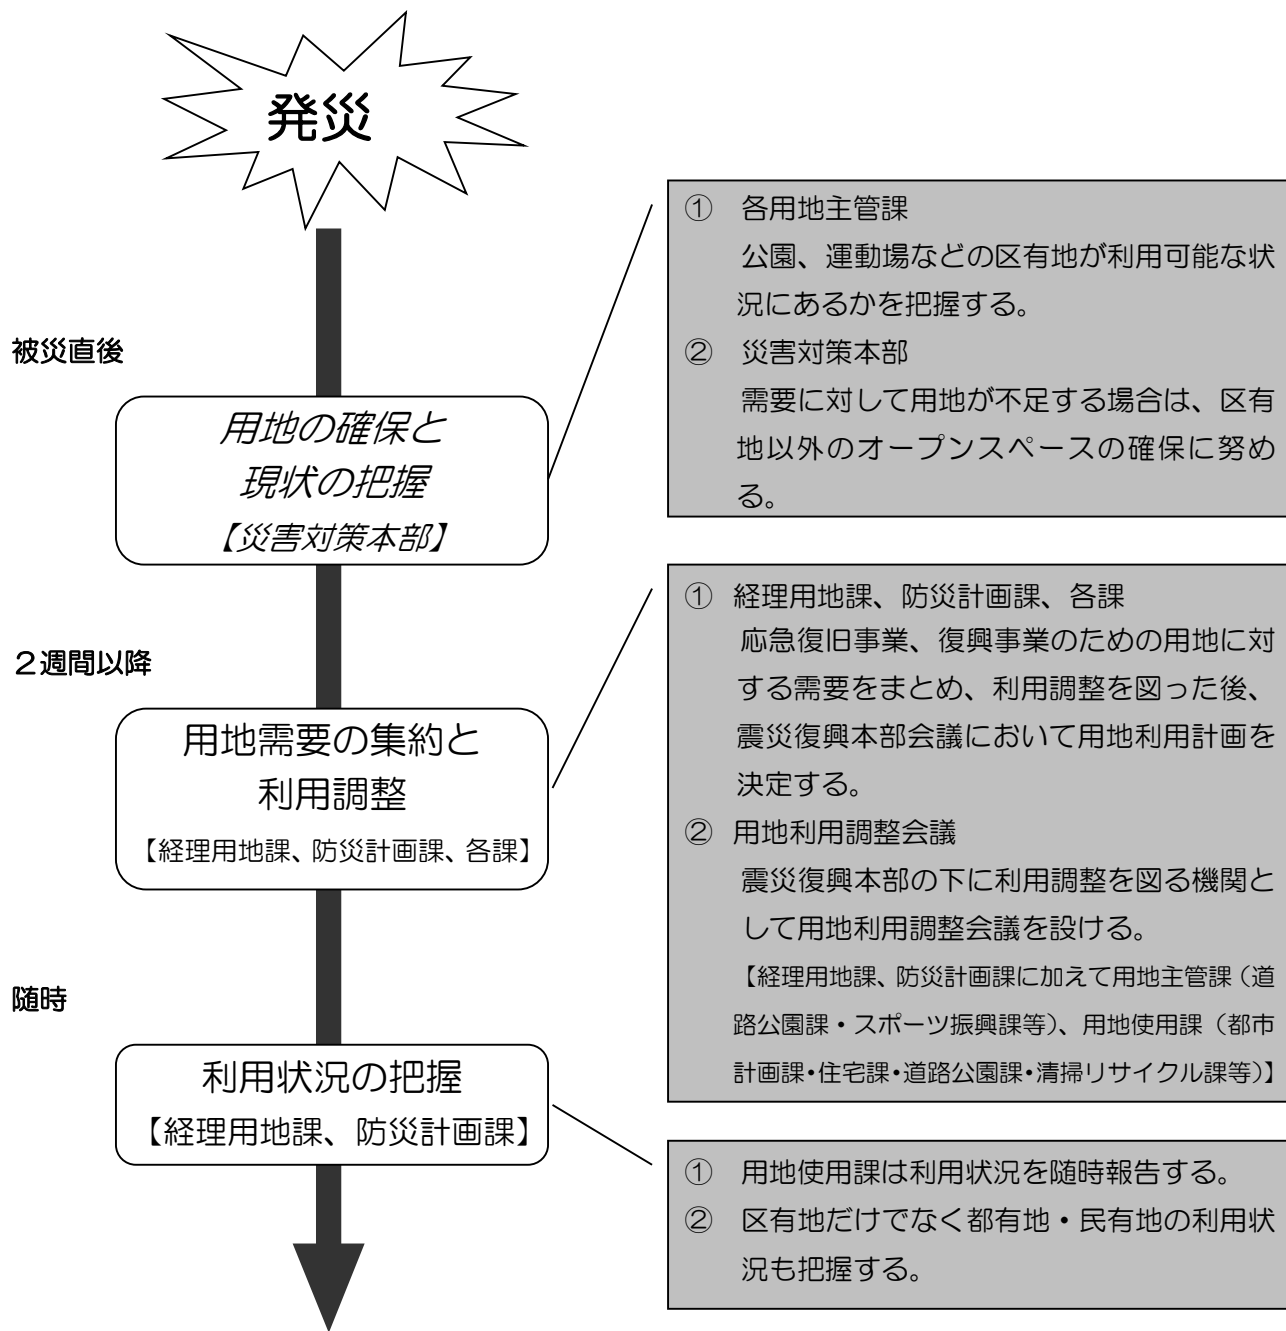 発災
被災直後
用地の確保と
現状の把握
【災害対策本部】
① 各用地主管課
公園、運動場などの区有地が利用可能な状
況にあるかを把握する。
② 災害対策本部
需要に対して用地が不足する場合は、区有
地以外のオープンスペースの確保に努め
る。
２週間以降
用地需要の集約と
利用調整
【経理用地課、防災計画課、各課】
① 経理用地課、防災計画課、各課
応急復旧事業、復興事業のための用地に対
する需要をまとめ、利用調整を図った後、
震災復興本部会議において用地利用計画を
決定する。
② 用地利用調整会議
震災復興本部の下に利用調整を図る機関と
して用地利用調整会議を設ける。
【経理用地課、防災計画課に加えて用地主管課（道
路公園課・スポーツ振興課等）、用地使用課（都市
計画課・住宅課・道路公園課・清掃リサイクル課等）】
随時
利用状況の把握
【経理用地課、防災計画課】
① 用地使用課は利用状況を随時報告する。
② 区有地だけでなく都有地・民有地の利用状
況も把握する。